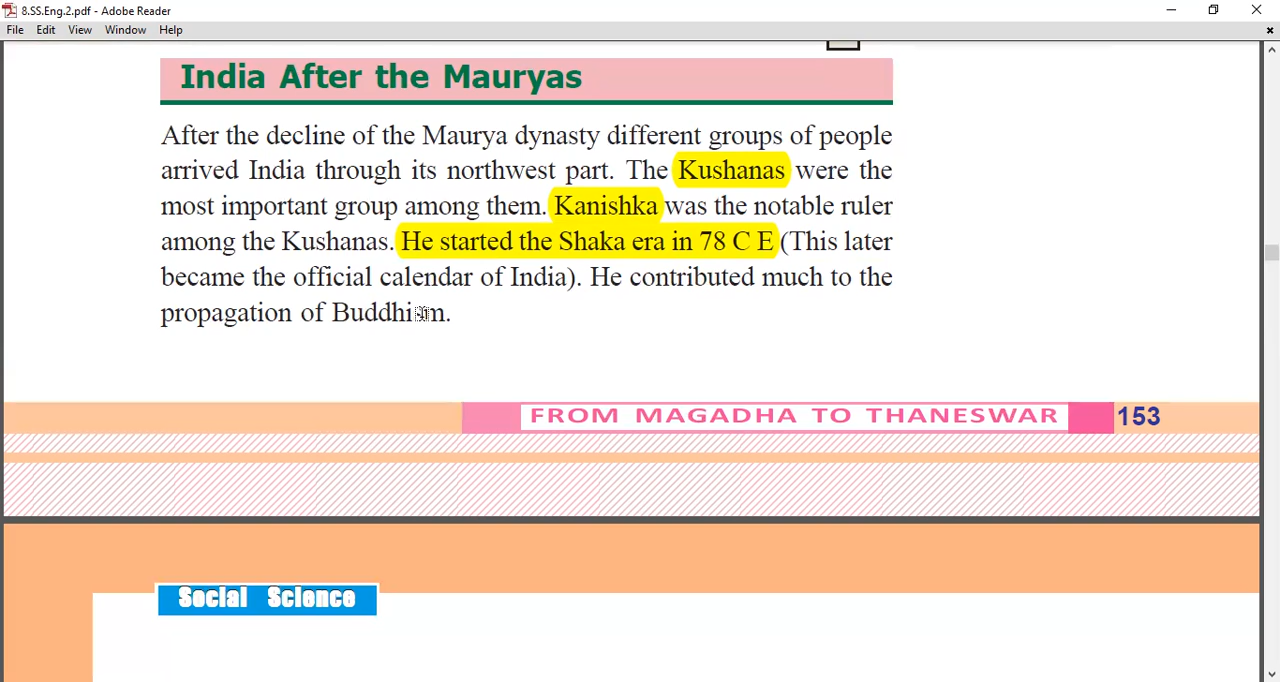 8.SS.Eng.2.pdf - Adobe Reader
File Edit View Window Help
India After the Mauryas
After the decline of the Maurya dynasty different groups of people
arrived India through its northwest part. The Kushanas were the
most important group among them. Kanishka was the notable ruler
among the Kushanas. He started the Shaka era in 78 C E (This later
became the official calendar of India). He contributed much to the
propagation of Buddhism.
FROM MAGADHA TO THANESWAR 153
Social Science